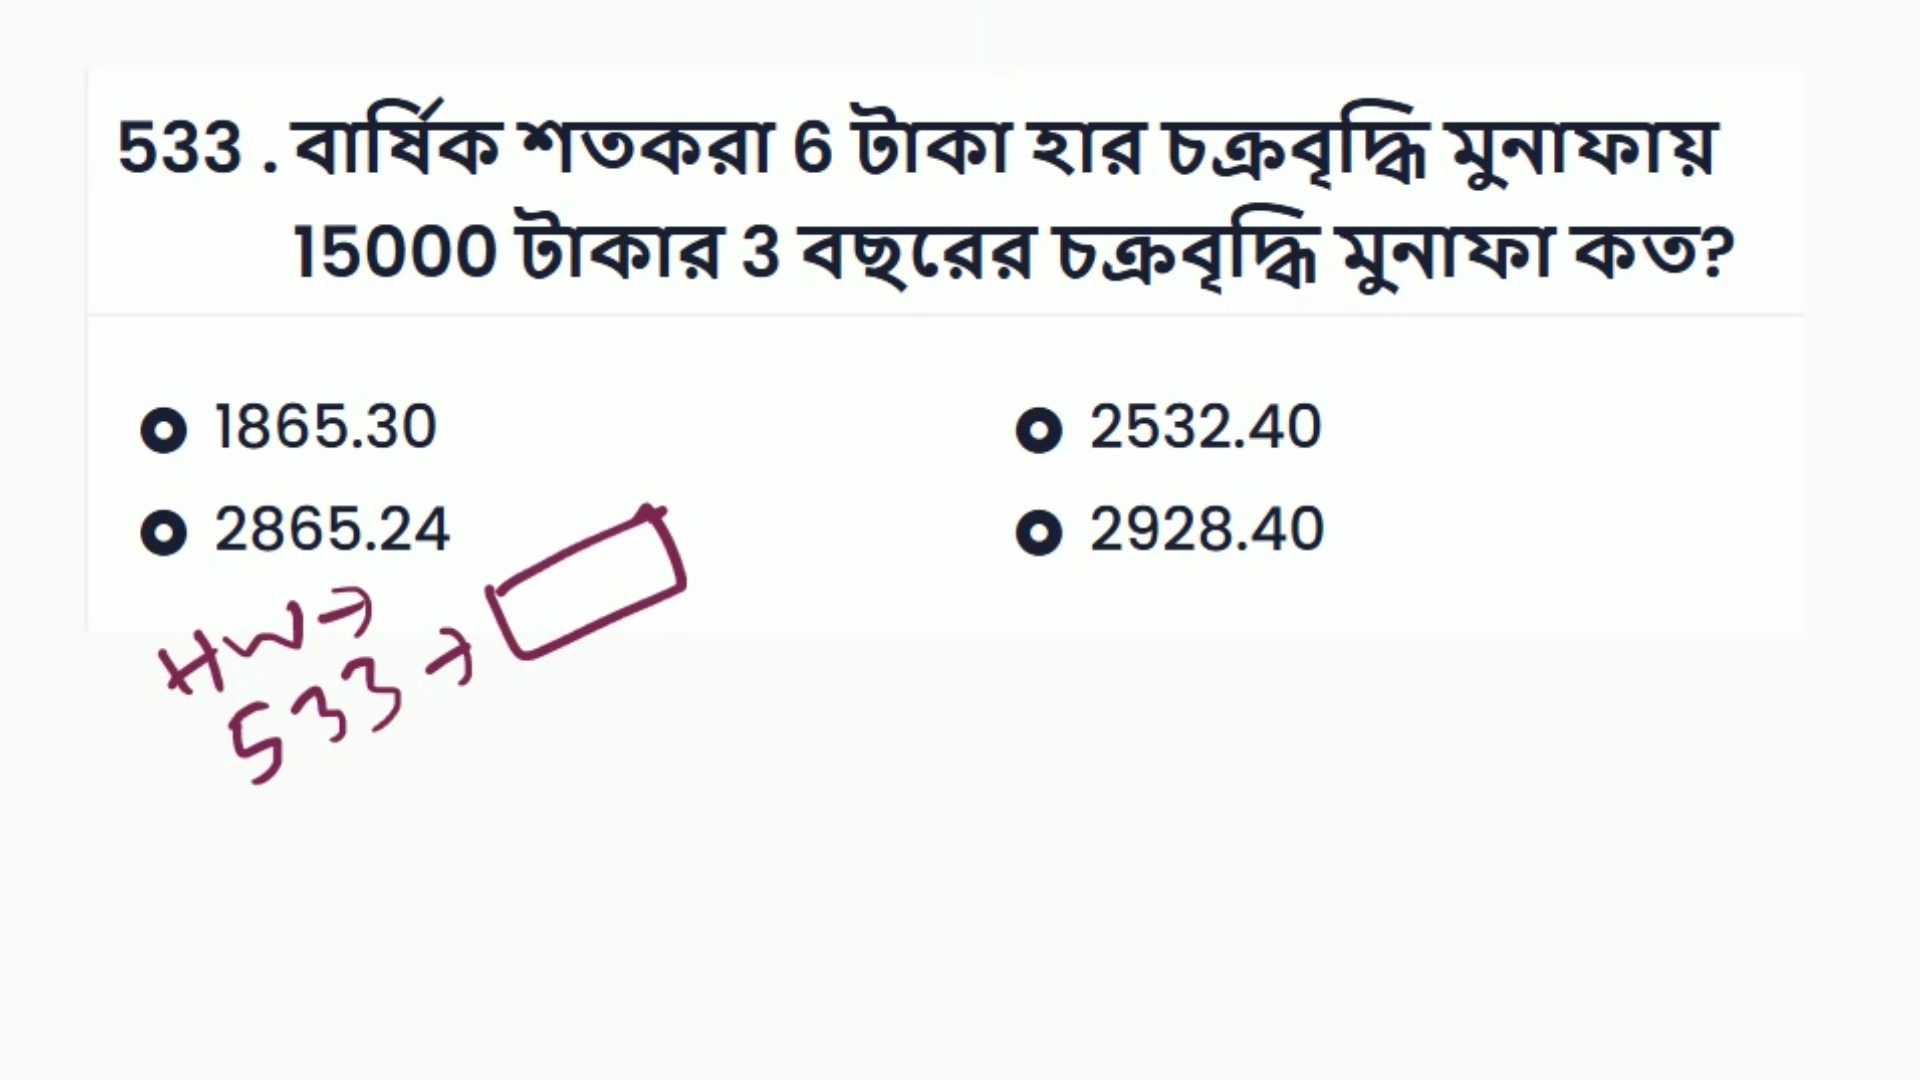 533 . বার্ষিক শতকরা 6 টাকা হার চক্রবৃদ্ধি মুনাফায়
15000 টাকার 3 বছরের চক্রবৃদ্ধি মুনাফা কত?
1865.30
2532.40
2865.24
2928.40
HW→
533 →